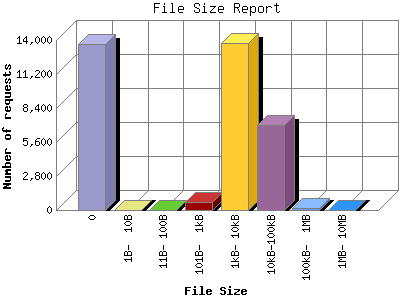 File Size Report
Number of requests
14,000
11,200
8,400
5,600
2,800
0
0
1B- 10B
11B- 100B
101B- 1kB
1kB- 10kB
10kB-100kB
100kB- 1MB
1MB- 10MB
File Size